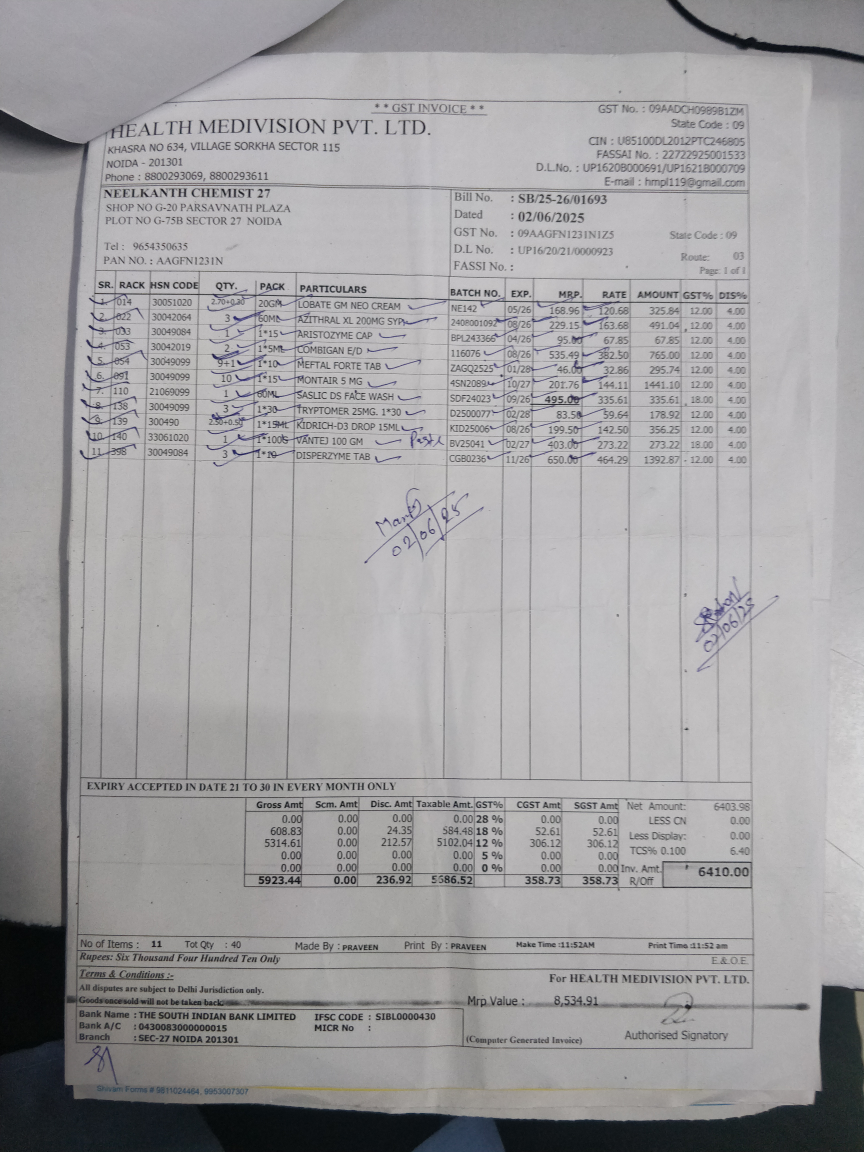 * * GST INVOICE * *
GST No. : 09AADCH0989B1ZM
State Code : 09
HEALTH MEDIVISION PVT. LTD.
KHASRA NO 634, VILLAGE SORKHA SECTOR 115
CIN : U85100DL2012PTC246805
FASSAI No. : 22722925001533
NOIDA - 201301
D.L.No. : UP1620B000691/UP1621B000709
Phone : 8800293069, 8800293611
E-mail : hmpl119@gmail.com
NEELKANTH CHEMIST 27
SHOP NO G-20 PARSAVNATH PLAZA
PLOT NO G-75B SECTOR 27 NOIDA
Tel : 9654350635
PAN NO. : AAGFN1231N
Bill No. : SB/25-26/01693
Dated : 02/06/2025
GST No. : 09AAGFN1231N1Z5 State Code : 09
D.L No. : UP16/20/21/0000923
Route: 03
FASSI No. :
Page: 1 of 1
SR. RACK HSN CODE QTY. PACK PARTICULARS BATCH NO. EXP. MRP. RATE AMOUNT GST% DIS%
1. 014 30051020 2.70+0.30 20GM LOBATE GM NEO CREAM NE142 05/26 168.96 120.68 325.84 12.00 4.00
2. 022 30042064 3 60ML AZITHRAL XL 200MG SYP 2408001092 08/26 229.15 163.68 491.04 12.00 4.00
3. 033 30049084 1 1*15 ARISTOZYME CAP BPL243366 04/26 95.00 67.85 67.85 12.00 4.00
4. 053 30042019 2 1*5ML COMBIGAN E/D 116076 08/26 535.49 382.50 765.00 12.00 4.00
5. 054 30049099 9+1 1*10 MEFTAL FORTE TAB ZAGQ2525 01/28 46.00 32.86 295.74 12.00 4.00
6. 091 30049099 10 1*15 MONTAIR 5 MG 4SN2089 10/27 201.76 144.11 1441.10 12.00 4.00
7. 110 21069099 1 60ML SASLIC DS FACE WASH SDF24023 09/26 495.00 335.61 335.61 18.00 4.00
8. 138 30049099 3 1*30 TRYPTOMER 25MG. 1*30 D2500077 02/28 83.50 59.64 178.92 12.00 4.00
9. 139 300490 2.50+0.50 1*15ML KIDRICH-D3 DROP 15ML KID25006 08/26 199.50 142.50 356.25 12.00 4.00
10. 140 33061020 1 1*100S VANTEJ 100 GM Paste BV25041 02/27 403.00 273.22 273.22 18.00 4.00
11. 398 30049084 3 1*10 DISPERZYME TAB CGB0236 11/26 650.00 464.29 1392.87 12.00 4.00
02/06/25
02/06/25
EXPIRY ACCEPTED IN DATE 21 TO 30 IN EVERY MONTH ONLY
Gross Amt Scm. Amt Disc. Amt Taxable Amt. GST% CGST Amt SGST Amt
0.00 0.00 0.00 0.00 28 % 0.00 0.00
608.83 0.00 24.35 584.48 18 % 52.61 52.61
5314.61 0.00 212.57 5102.04 12 % 306.12 306.12
0.00 0.00 0.00 0.00 5 % 0.00 0.00
0.00 0.00 0.00 0.00 0 % 0.00 0.00
5923.44 0.00 236.92 5686.52 358.73 358.73
Net Amount: 6403.98
LESS CN 0.00
Less Display: 0.00
TCS% 0.100 6.40
Inv. Amt. 6410.00
R/Off
No of Items : 11 Tot Qty : 40 Made By : PRAVEEN Print By : PRAVEEN Make Time :11:52AM Print Time :11:52 am
Rupees: Six Thousand Four Hundred Ten Only E.& O.E.
Terms & Conditions :-
For HEALTH MEDIVISION PVT. LTD.
All disputes are subject to Delhi Jurisdiction only.
Goods once sold will not be taken back.
Mrp Value : 8,534.91
Bank Name : THE SOUTH INDIAN BANK LIMITED IFSC CODE : SIBL0000430
Bank A/C : 0430083000000015 MICR No :
Branch : SEC-27 NOIDA 201301
(Computer Generated Invoice)
Authorised Signatory
Shivam Forms # 9811024464, 9953007307